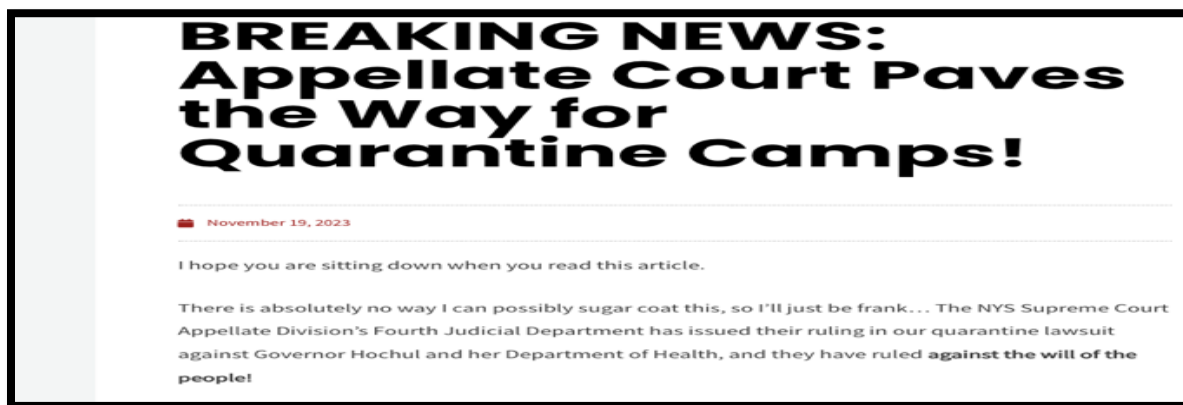 BREAKING NEWS:
Appellate Court Paves
the Way for
Quarantine Camps!
November 19, 2023
I hope you are sitting down when you read this article.
There is absolutely no way I can possibly sugar coat this, so I'll just be frank... The NYS Supreme Court
Appellate Division's Fourth Judicial Department has issued their ruling in our quarantine lawsuit
against Governor Hochul and her Department of Health, and they have ruled against the will of the
people!